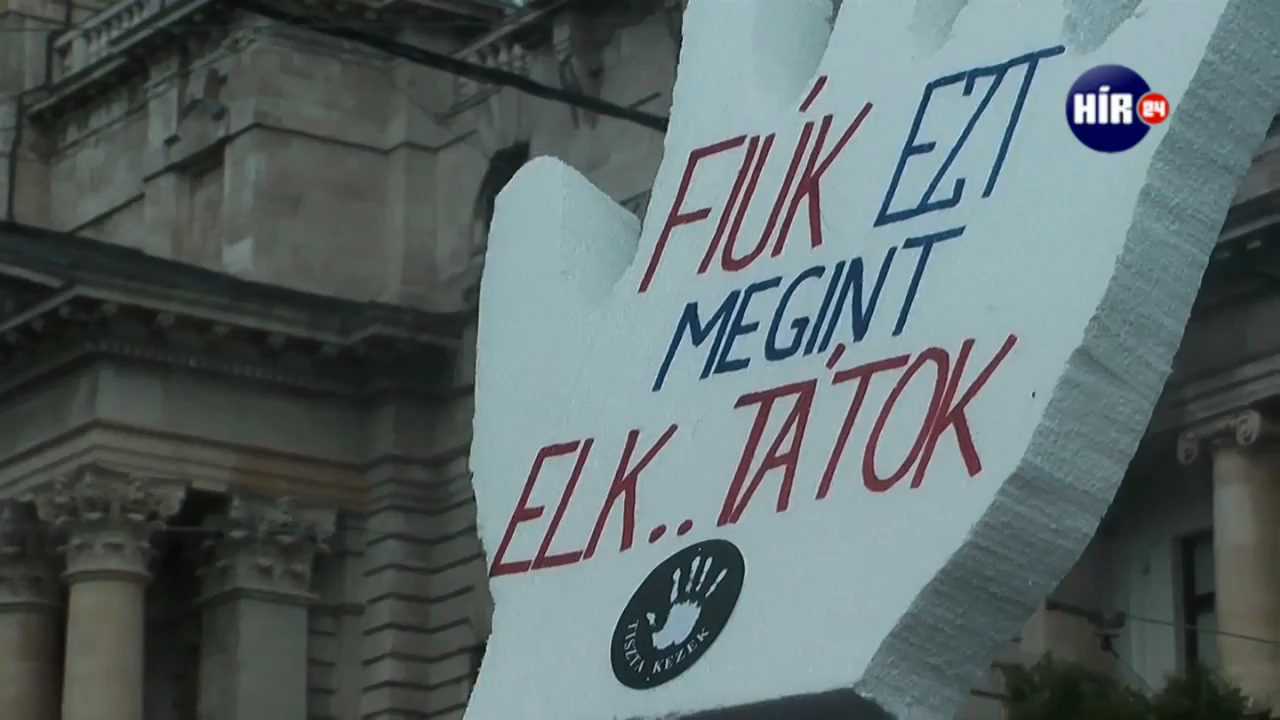 HÍR 24
FIÚK EZT
MEGINT
ELK.. TÁTOK
TISZTA KEZEK